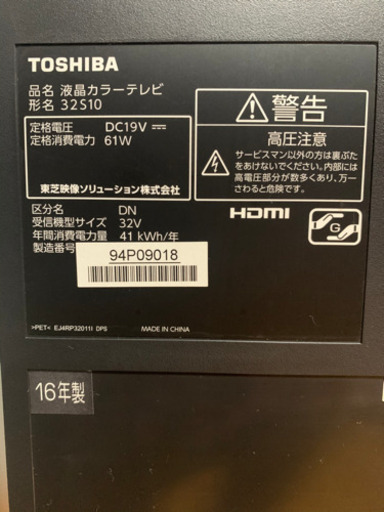 TOSHIBA
品名 液晶カラーテレビ
形名 32S10
定格電圧 DC19V ⎓
定格消費電力 61W
東芝映像ソリューション株式会社
区分名 DN
受信機型サイズ 32V
年間消費電力量 41 kWh/年
製造番号
94P09018
警告
高圧注意
サービスマン以外の方は裏ぶたをあけないでください。内部には
高電圧部分が数多くあり、万一
さわると危険です。
HDMI
G
>PET< EJ4RP32011I DPS
MADE IN CHINA
16年製